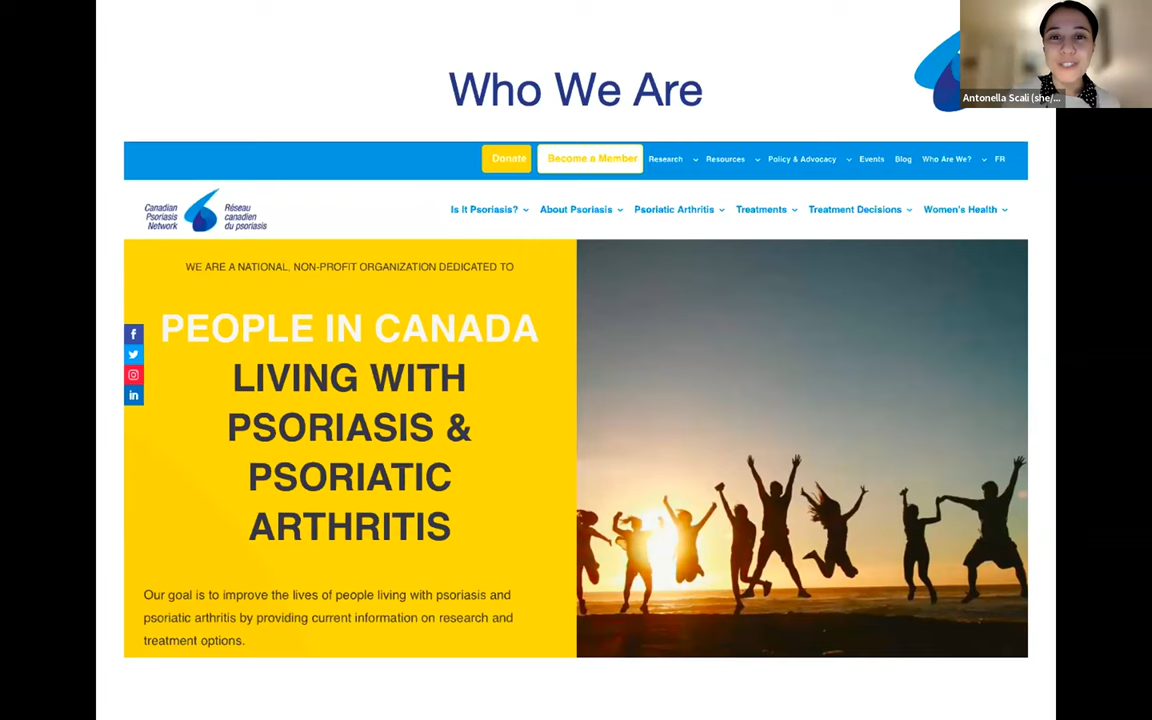 Who We Are
Antonella Scali (she/...
Donate
Become a Member
Research
Resources
Policy & Advocacy
Events
Blog
Who Are We?
FR
Canadian
Psoriasis
Network
Réseau
canadien
du psoriasis
Is It Psoriasis?
About Psoriasis
Psoriatic Arthritis
Treatments
Treatment Decisions
Women's Health
WE ARE A NATIONAL, NON-PROFIT ORGANIZATION DEDICATED TO
PEOPLE IN CANADA
LIVING WITH
PSORIASIS &
PSORIATIC
ARTHRITIS
Our goal is to improve the lives of people living with psoriasis and
psoriatic arthritis by providing current information on research and
treatment options.